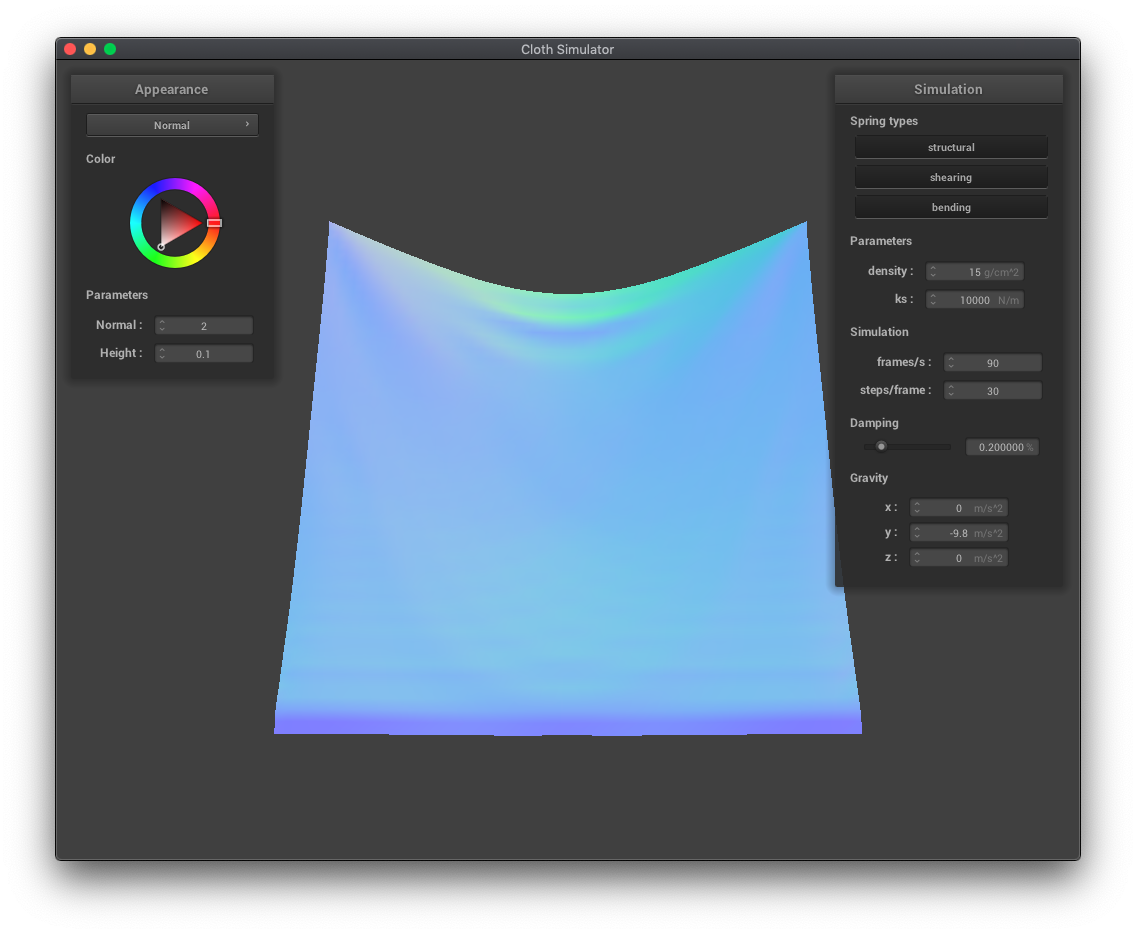 Cloth Simulator
Appearance
Normal
Color
Parameters
Normal : 2
Height : 0.1
Simulation
Spring types
structural
shearing
bending
Parameters
density : 15 g/cm^2
ks : 10000 N/m
Simulation
frames/s : 90
steps/frame : 30
Damping
0.200000 %
Gravity
x : 0 m/s^2
y : -9.8 m/s^2
z : 0 m/s^2